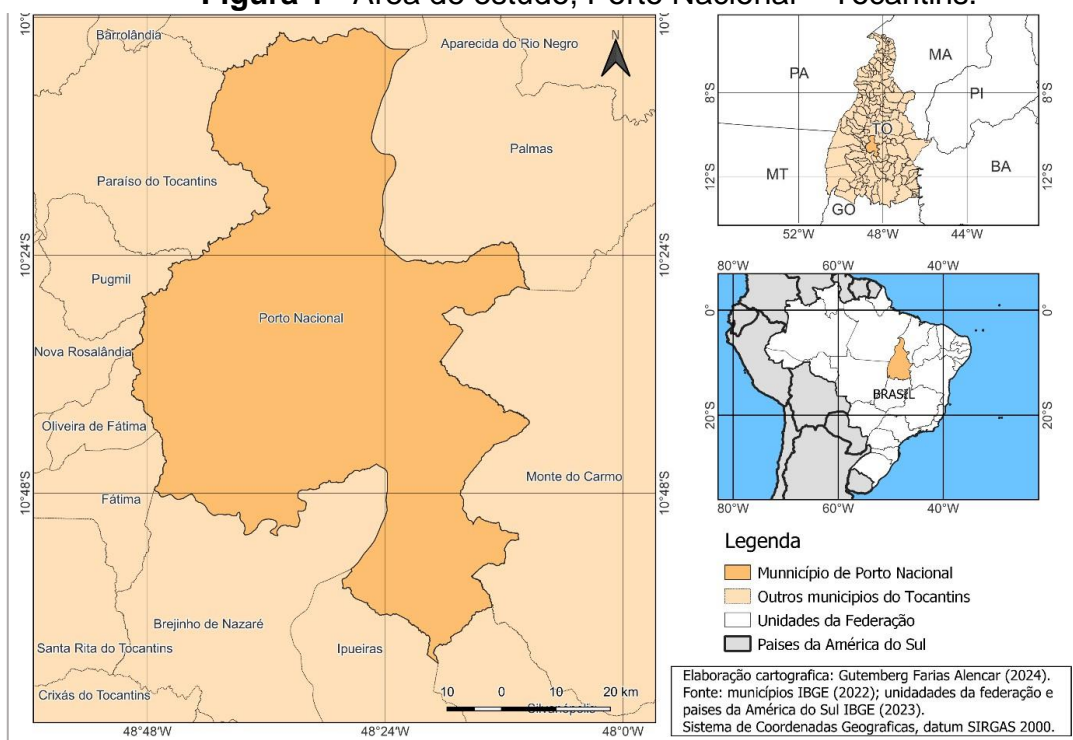 Figura 1 - Área de estudo, Porto Nacional – Tocantins.
Barrolândia
Aparecida do Rio Negro
N
Palmas
Paraíso do Tocantins
10°24'S
10°24'S
Pugmil
Porto Nacional
Nova Rosalândia
Oliveira de Fátima
Monte do Carmo
10°48'S
10°48'S
Fátima
Brejinho de Nazaré
Santa Rita do Tocantins
Ipueiras
Crixás do Tocantins
10 0 10 20 km
Silvanópolis
48°48'W 48°24'W 48°0'W
PA
MA
8°S
8°S
PI
TO
MT
BA
12°S
12°S
GO
52°W 48°W 44°W
80°W 60°W 40°W
0°
0°
BRASIL
20°S
20°S
80°W 60°W 40°W
Legenda
Munnicípio de Porto Nacional
Outros municipios do Tocantins
Unidades da Federação
Paises da América do Sul
Elaboração cartografica: Gutemberg Farias Alencar (2024).
Fonte: municípios IBGE (2022); unidadades da federação e
paises da América do Sul IBGE (2023).
Sistema de Coordenadas Geograficas, datum SIRGAS 2000.